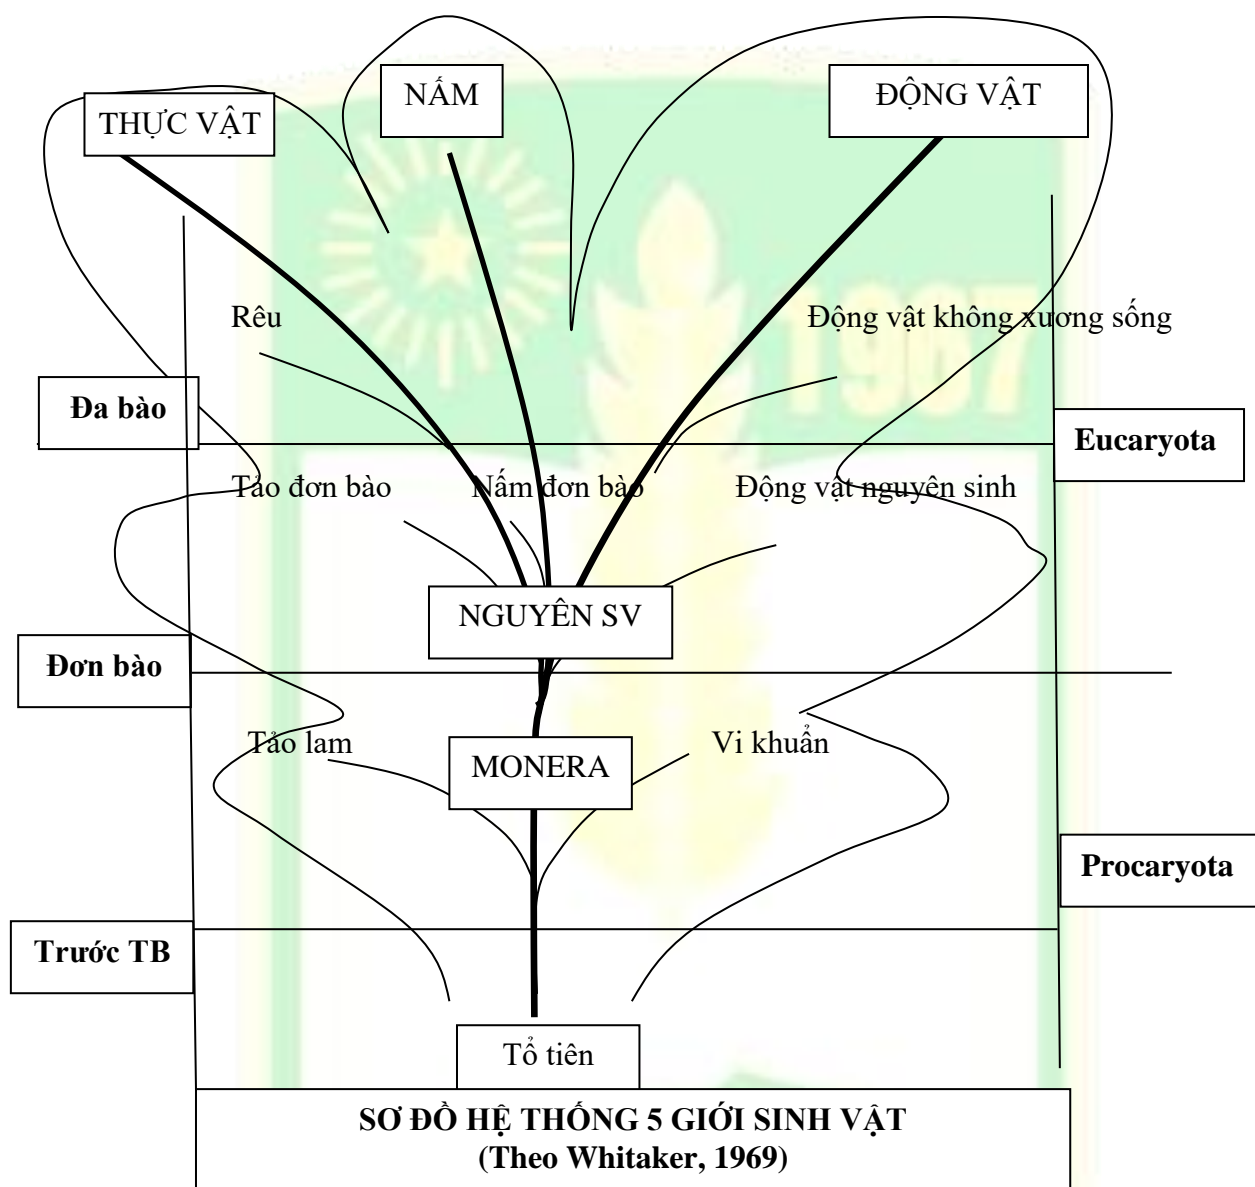 NẤM
ĐỘNG VẬT
THỰC VẬT
Rêu
Động vật không xương sống
Đa bào
Eucaryota
Tảo đơn bào
Nấm đơn bào
Động vật nguyên sinh
NGUYÊN SV
Đơn bào
Tảo lam
Vi khuẩn
MONERA
Procaryota
Trước TB
Tổ tiên
SƠ ĐỒ HỆ THỐNG 5 GIỚI SINH VẬT
(Theo Whitaker, 1969)
1967